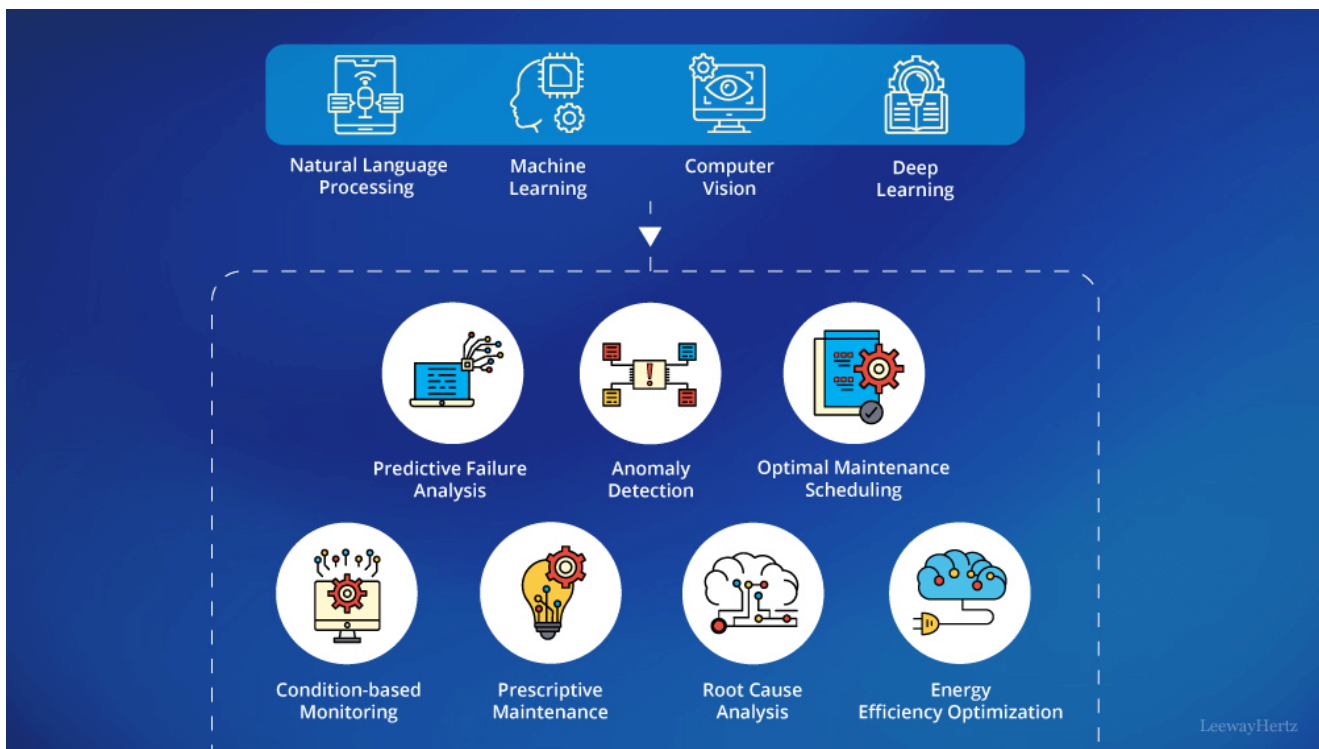 Natural Language
Processing
Machine
Learning
Computer
Vision
Deep
Learning
Predictive Failure
Analysis
Anomaly
Detection
Optimal Maintenance
Scheduling
Condition-based
Monitoring
Prescriptive
Maintenance
Root Cause
Analysis
Energy
Efficiency Optimization
LeewayHertz